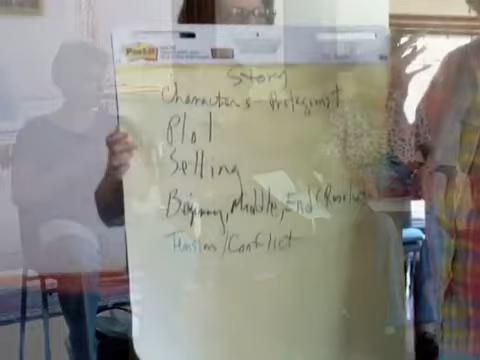 Post-it
Story
Characters - Protagonist
Plot
Setting
Beginning, Middle, End
Tension/Conflict